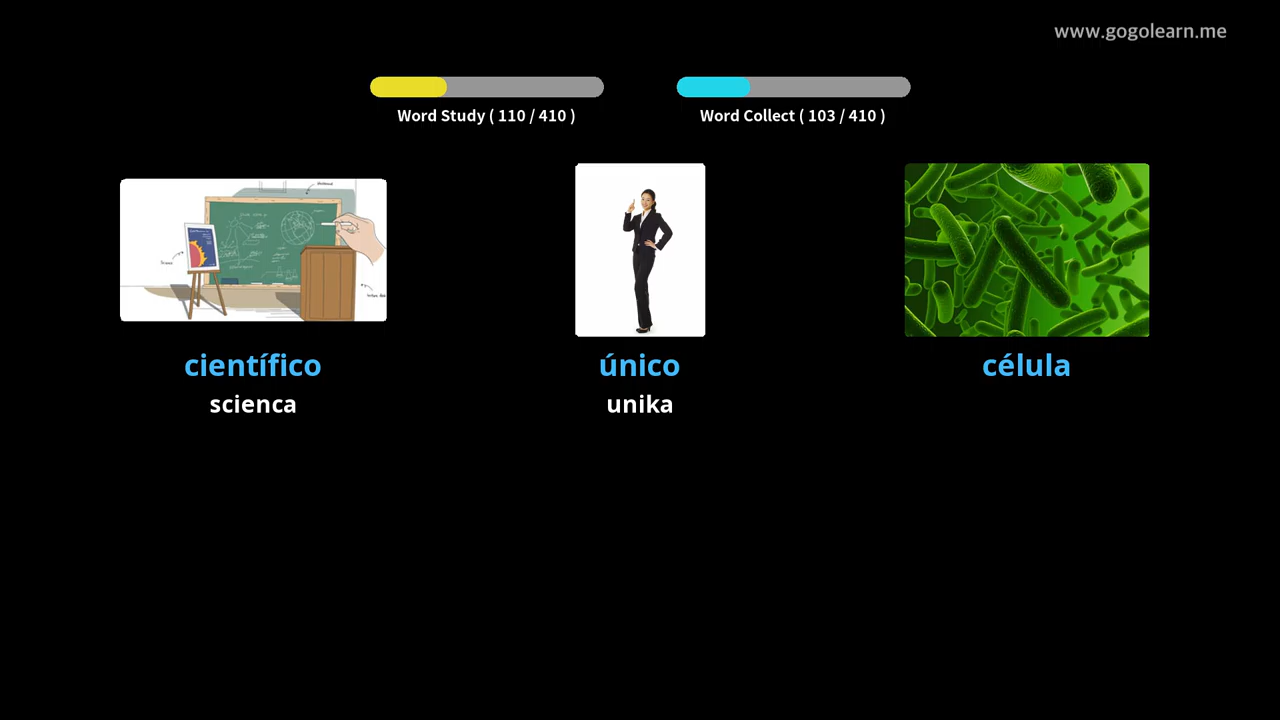 www.gogolearn.me
Word Study ( 110 / 410 )
Word Collect ( 103 / 410 )
científico
único
célula
scienca
unika